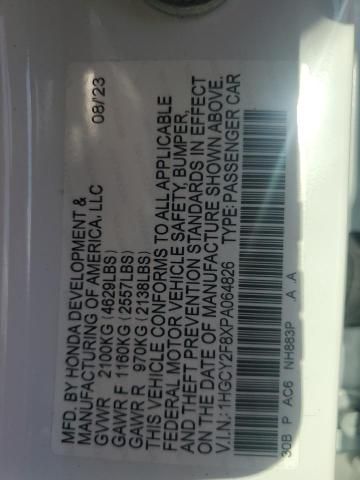 MFD. BY HONDA DEVELOPMENT & 08/23
MANUFACTURING OF AMERICA, LLC
GVWR 2100KG (4629LBS)
GAWR F 1160KG (2557LBS)
GAWR R 970KG (2138LBS)
THIS VEHICLE CONFORMS TO ALL APPLICABLE
FEDERAL MOTOR VEHICLE SAFETY, BUMPER,
AND THEFT PREVENTION STANDARDS IN EFFECT
ON THE DATE OF MANUFACTURE SHOWN ABOVE.
V.I.N.: 1HGCY2F8XPA064826 TYPE: PASSENGER CAR
30B P AC6 NH883P A A